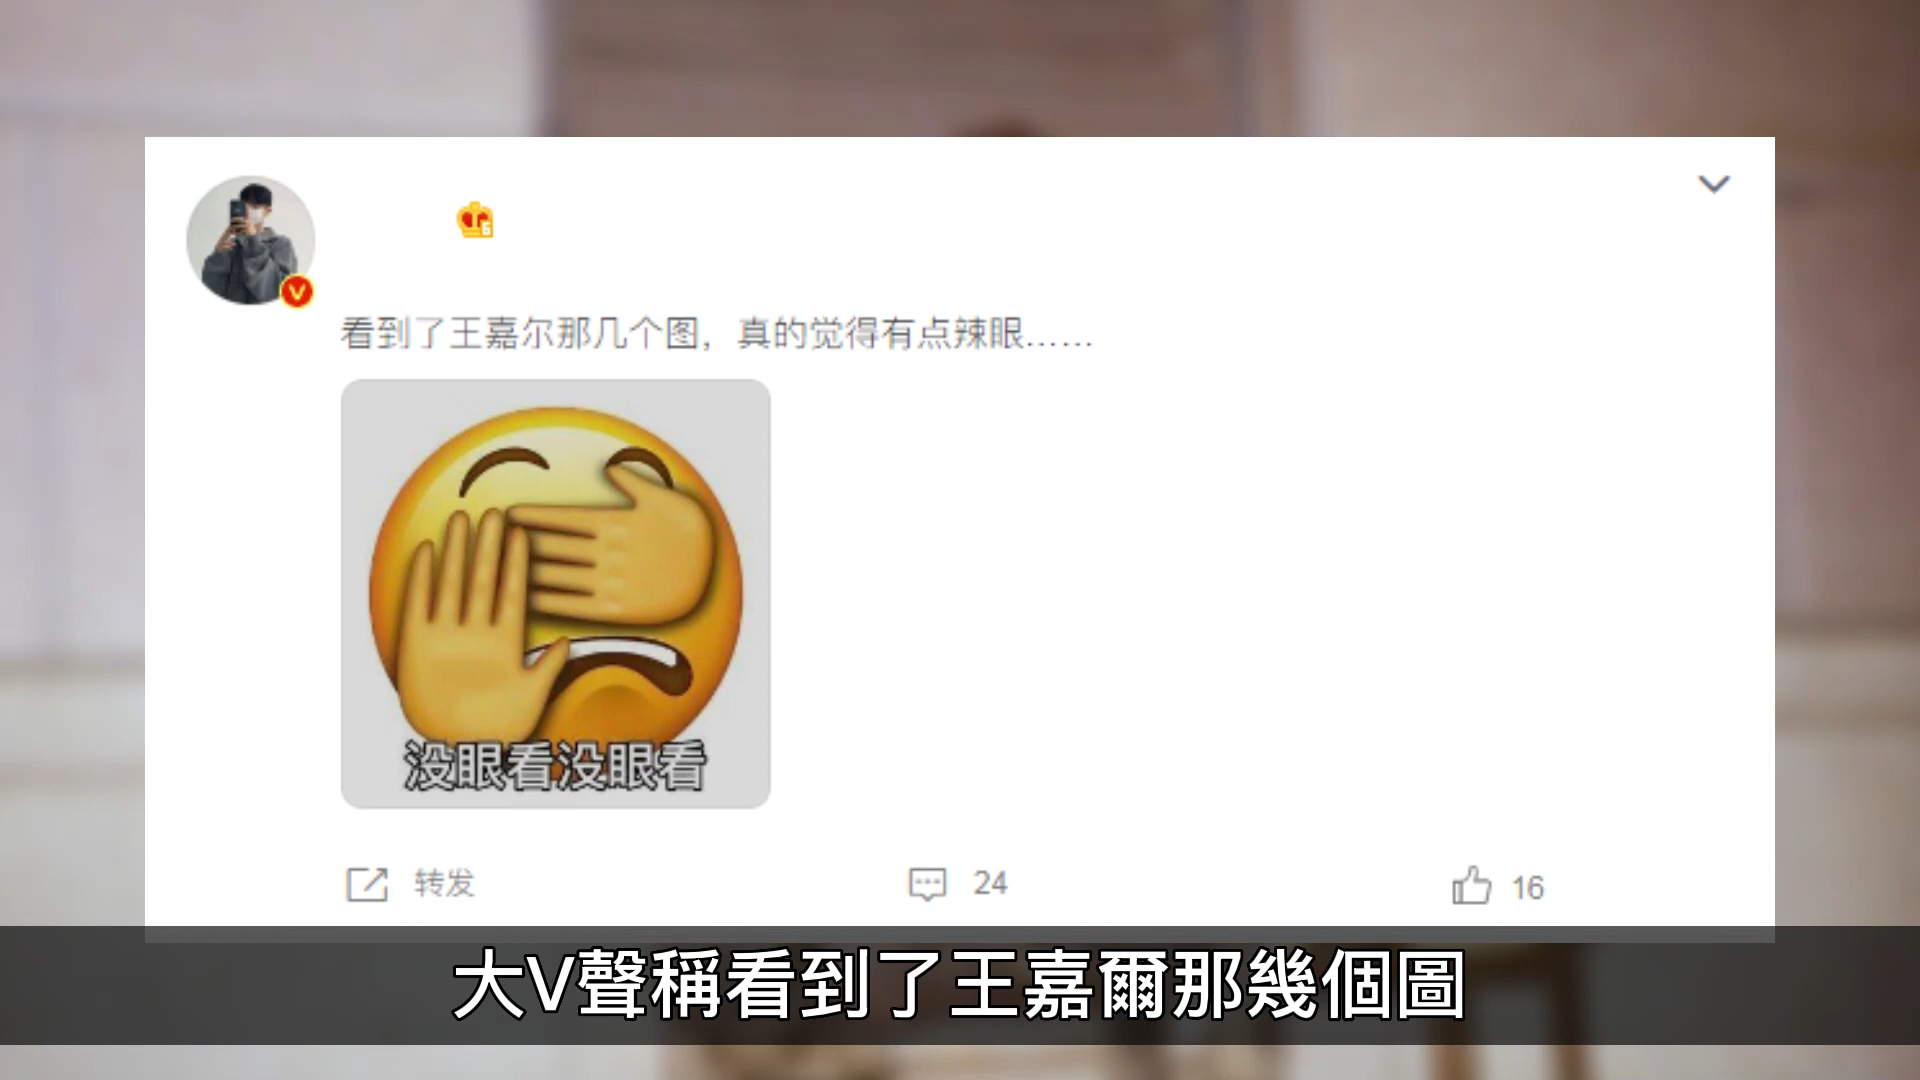 看到了王嘉尔那几个图，真的觉得有点辣眼......
没眼看没眼看
转发
24
16
大V聲稱看到了王嘉爾那幾個圖